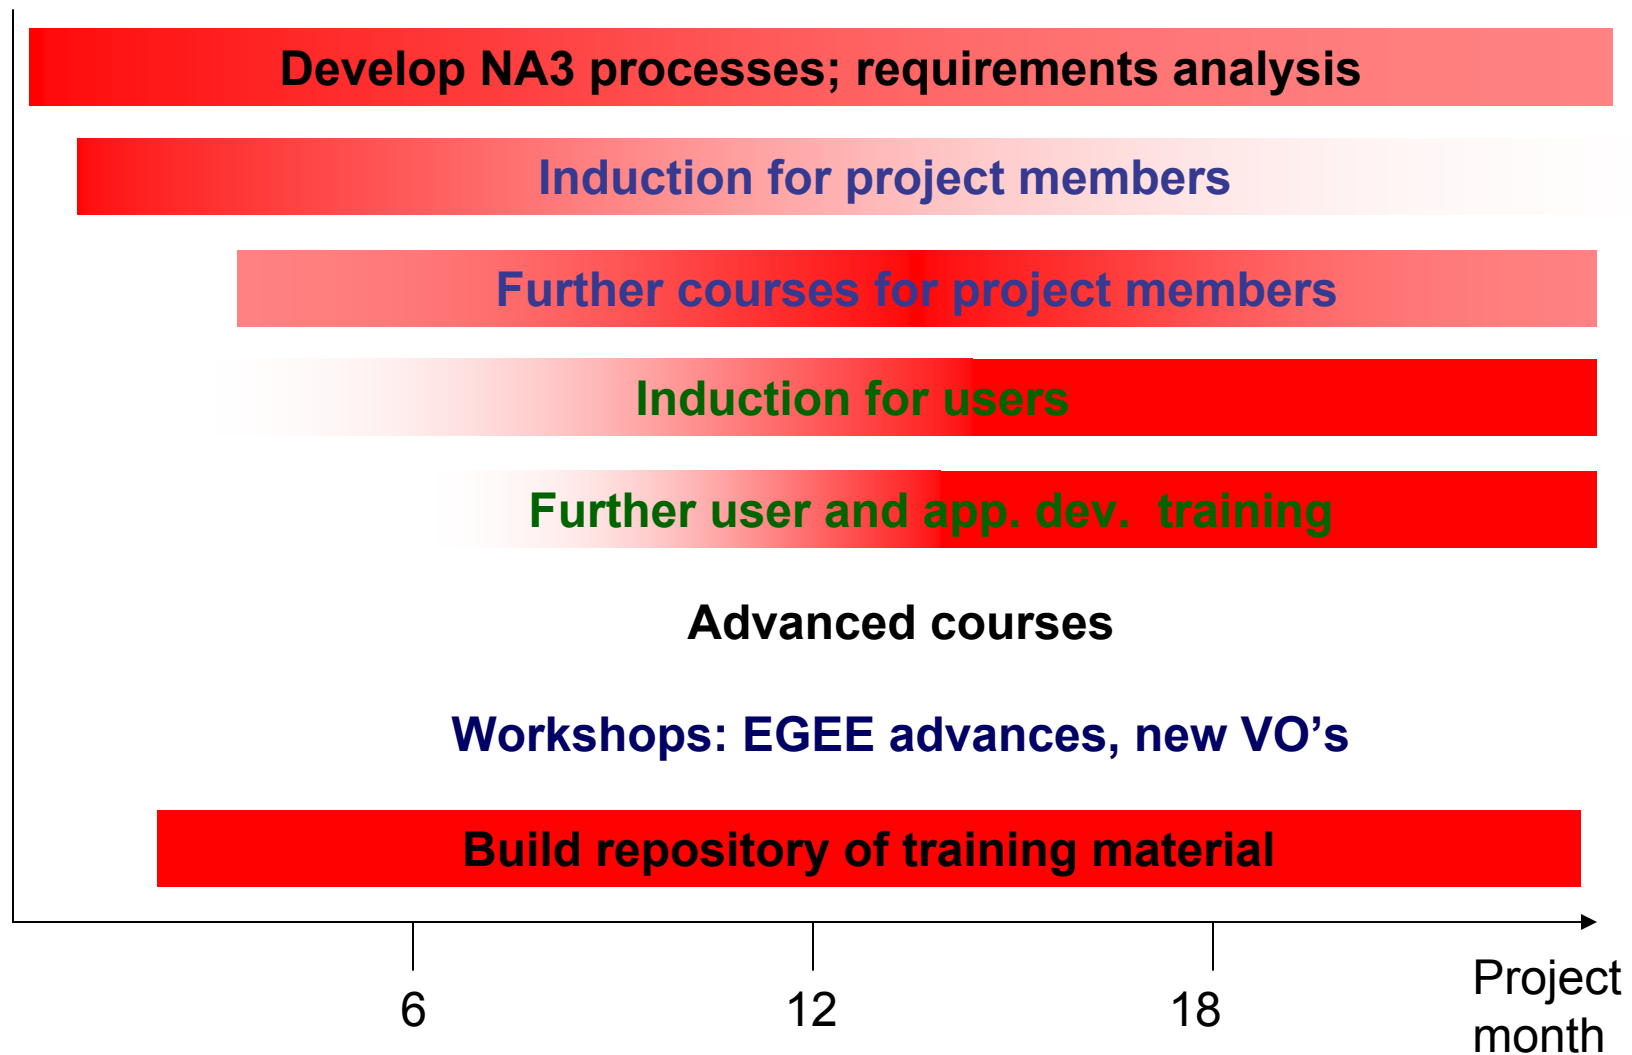 Develop NA3 processes; requirements analysis
Induction for project members
Further courses for project members
Induction for users
Further user and app. dev.  training
Advanced courses
Workshops: EGEE advances, new VO’s
Build repository of training material
6
12
18
Project
month